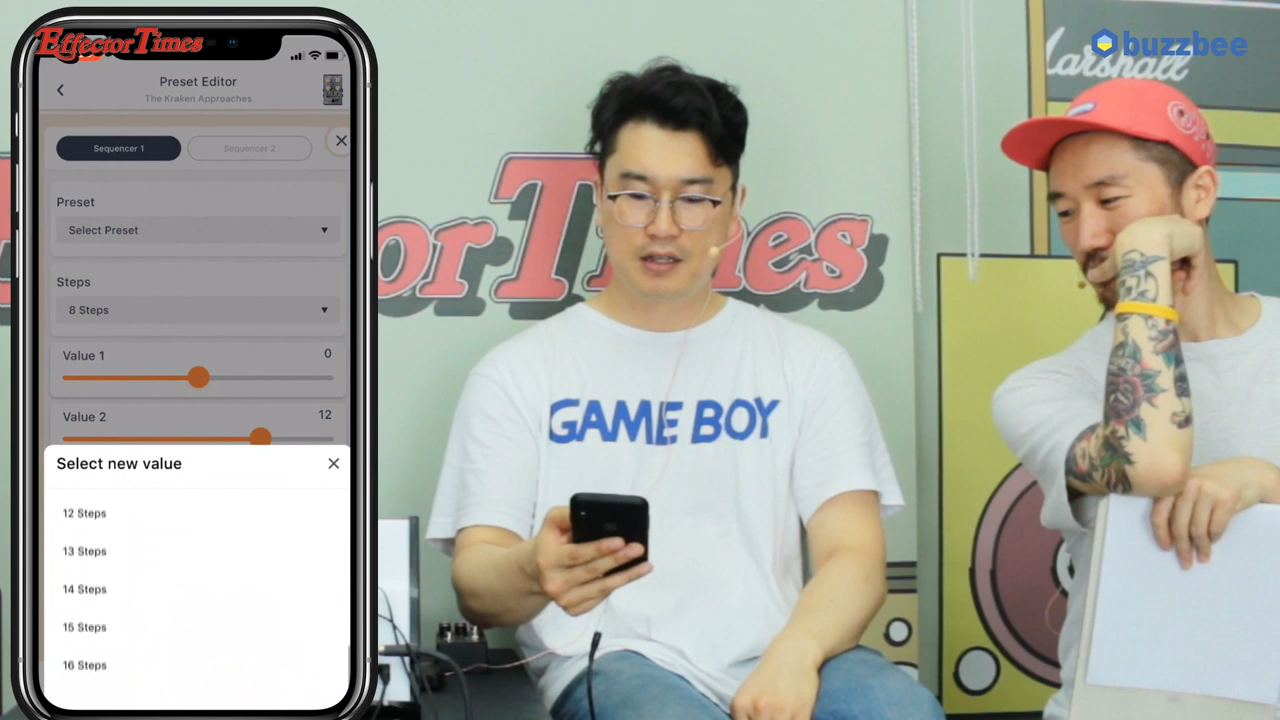 Effector Times
Preset Editor
The Kraken Approaches
Sequencer 1
Sequencer 2
Preset
Select Preset
Steps
8 Steps
Value 1
0
Value 2
12
Select new value
12 Steps
13 Steps
14 Steps
15 Steps
16 Steps
or Times
GAME BOY
Marshall
buzzbee